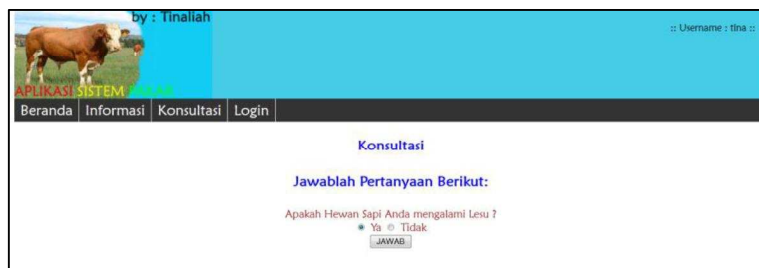 by : Tinaliah
:: Username : tina ::
APLIKASI SISTEM PAKAR
Beranda Informasi Konsultasi Login
Konsultasi
Jawablah Pertanyaan Berikut:
Apakah Hewan Sapi Anda mengalami Lesu ?
Ya Tidak
JAWAB